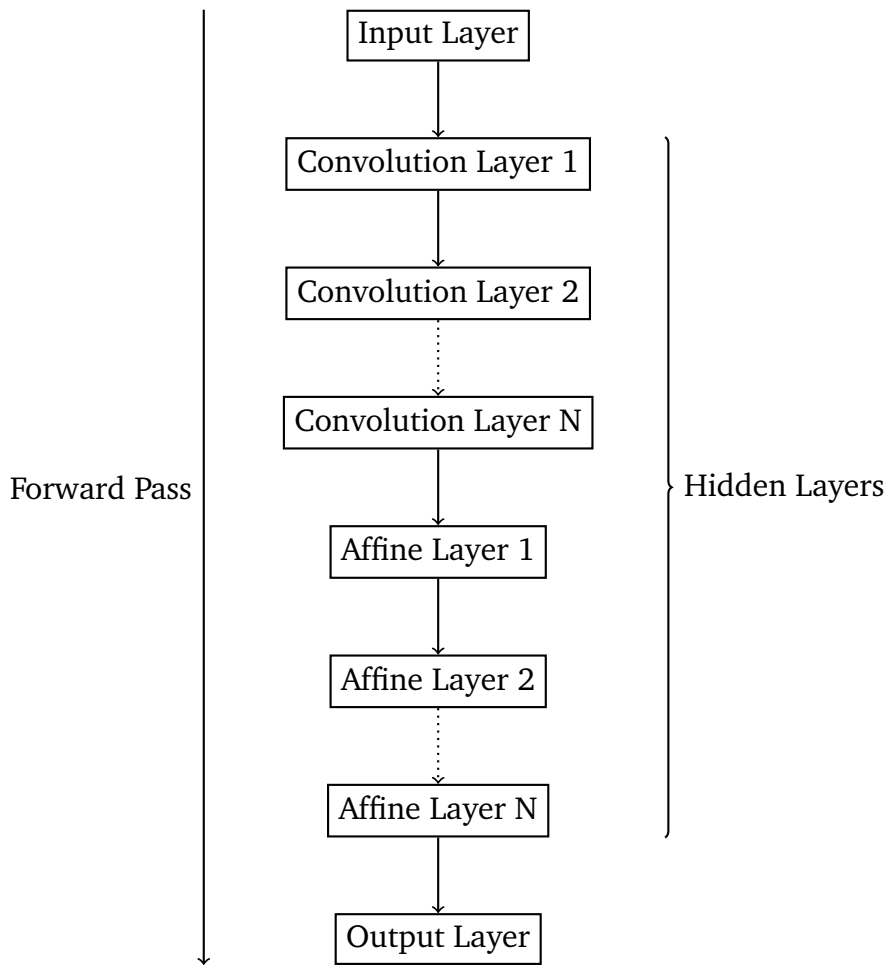 Input Layer
Convolution Layer 1
Convolution Layer 2
Convolution Layer N
Forward Pass
Hidden Layers
Affine Layer 1
Affine Layer 2
Affine Layer N
Output Layer